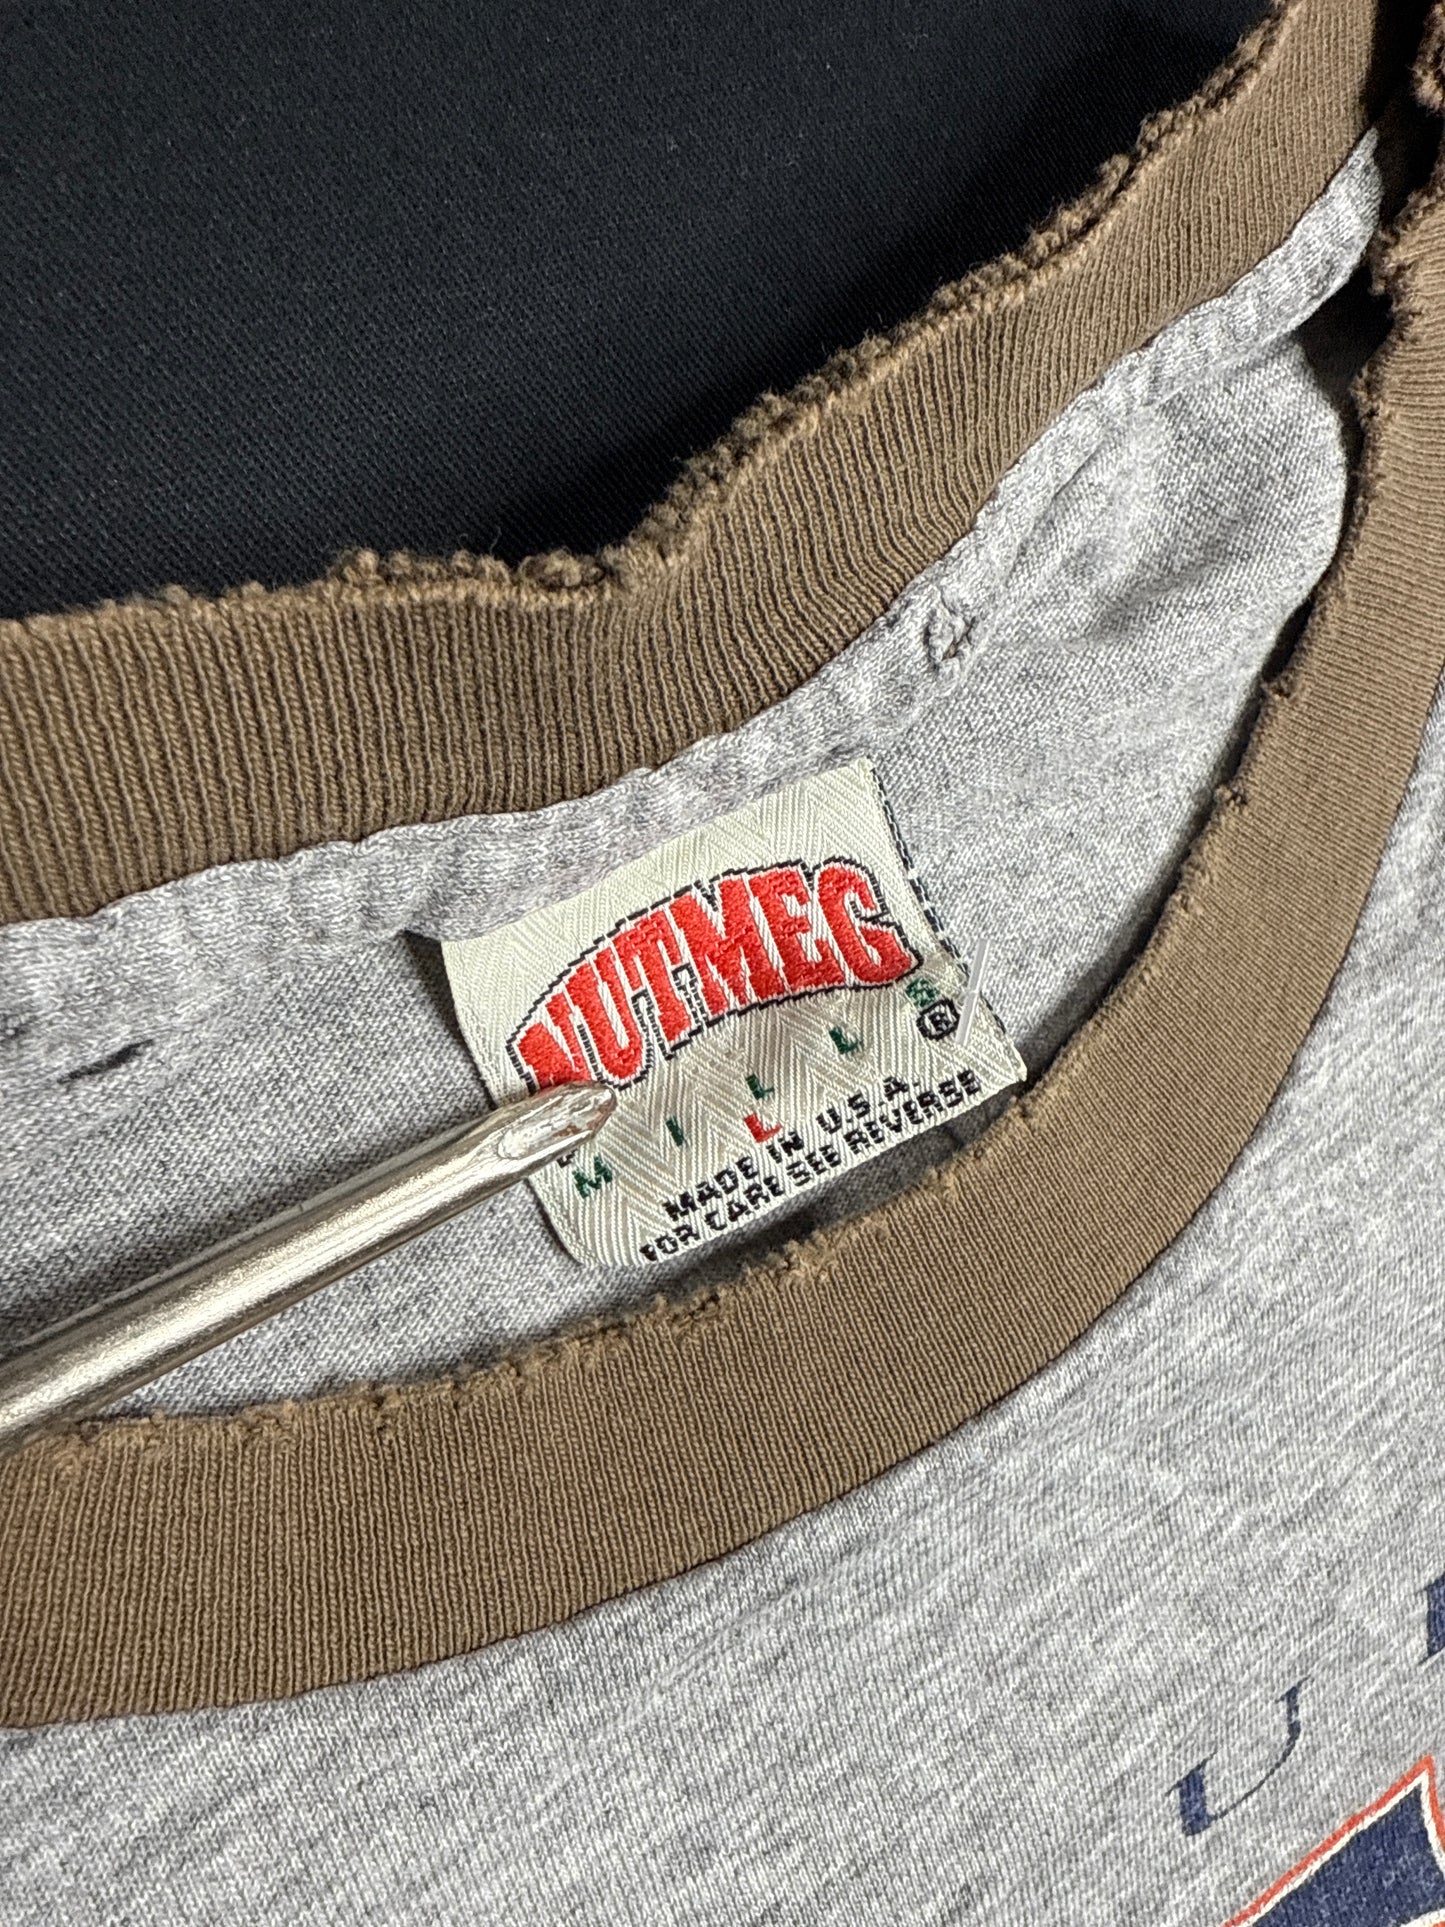 NUTMEG
MILLS ®
L
MADE IN U.S.A.
FOR CARE SEE REVERSE
U